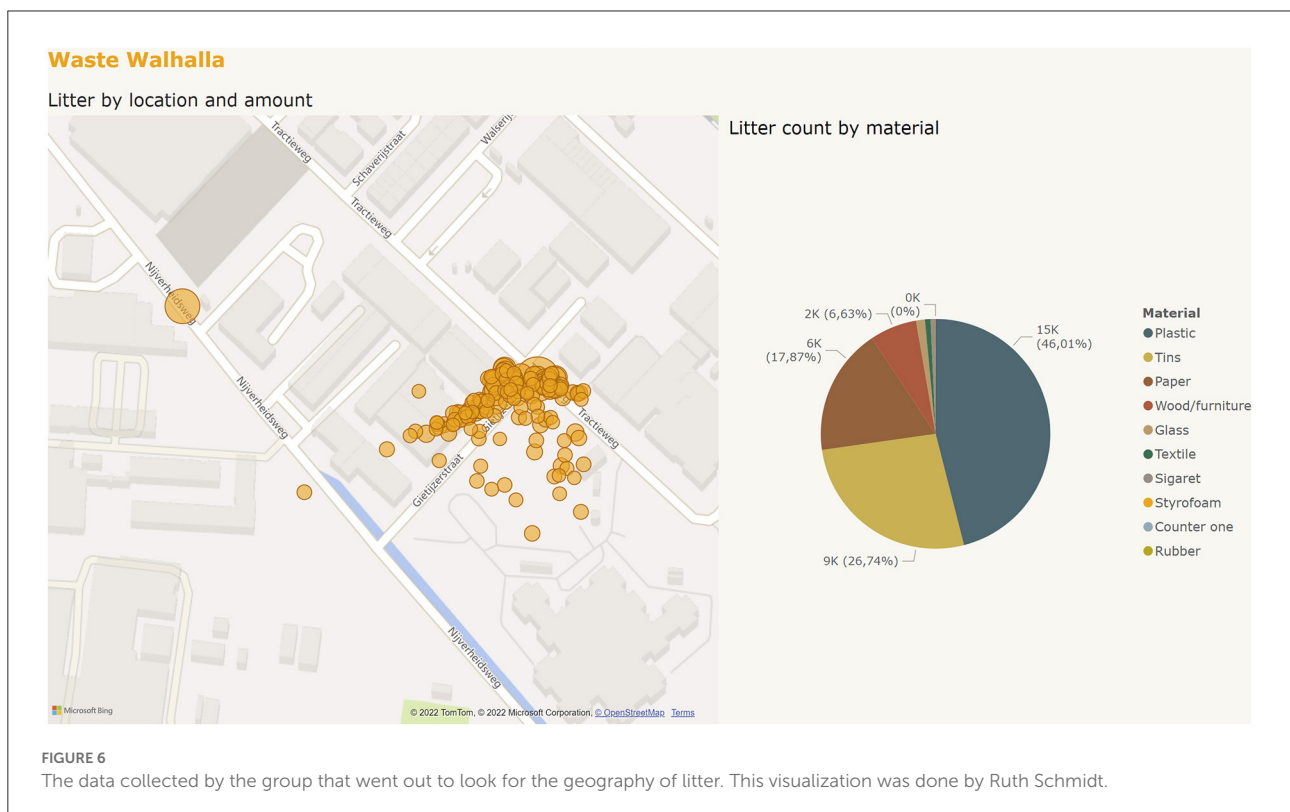 Waste Walhalla
Litter by location and amount
Tractieweg
Schaverijstraat
Tractieweg
Nijverheidsweg
Nijverheidsweg
Gietijzerstraat
Tractieweg
Nijverheidsweg
Microsoft Bing
© 2022 TomTom, © 2022 Microsoft Corporation, © OpenStreetMap Terms
Litter count by material
0K
(0%)
2K (6,63%)
6K
(17,87%)
15K
(46,01%)
9K (26,74%)
Material
Plastic
Tins
Paper
Wood/furniture
Glass
Textile
Sigaret
Styrofoam
Counter one
Rubber
FIGURE 6
The data collected by the group that went out to look for the geography of litter. This visualization was done by Ruth Schmidt.